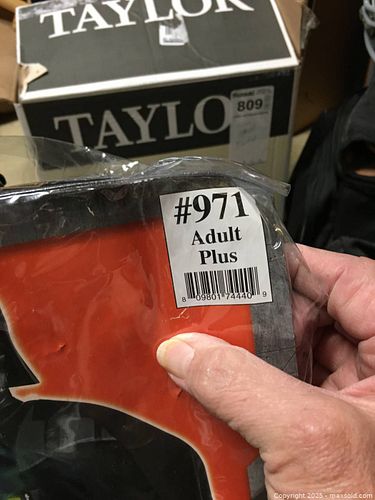 TAYLOR
TAYLO
809
#971
Adult
Plus
8 09801 74440 9
Copyright 2025 - maxsold.com